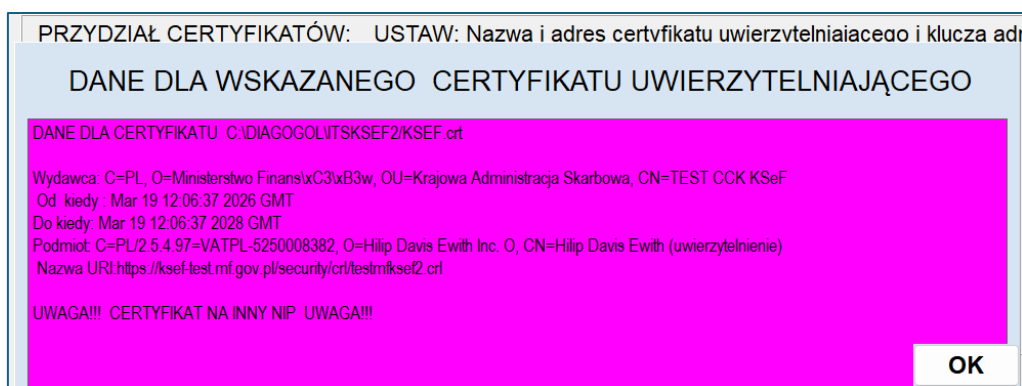 PRZYDZIAŁ CERTYFIKATÓW: USTAW: Nazwa i adres certyfikatu uwierzytelniającego i klucza adr
DANE DLA WSKAZANEGO CERTYFIKATU UWIERZYTELNIAJĄCEGO
DANE DLA CERTYFIKATU C:\DIAGOGOL\ITSKSEF2/KSEF.crt
Wydawca: C=PL, O=Ministerstwo Finans\xC3\xB3w, OU=Krajowa Administracja Skarbowa, CN=TEST CCK KSeF
Od kiedy : Mar 19 12:06:37 2026 GMT
Do kiedy: Mar 19 12:06:37 2028 GMT
Podmiot: C=PL/2.5.4.97=VATPL-5250008382, O=Hilip Davis Ewith Inc. O, CN=Hilip Davis Ewith (uwierzytelnienie)
Nazwa URI:https://ksef-test.mf.gov.pl/security/crl/testmfksef2.crl
UWAGA!!! CERTYFIKAT NA INNY NIP UWAGA!!!
OK